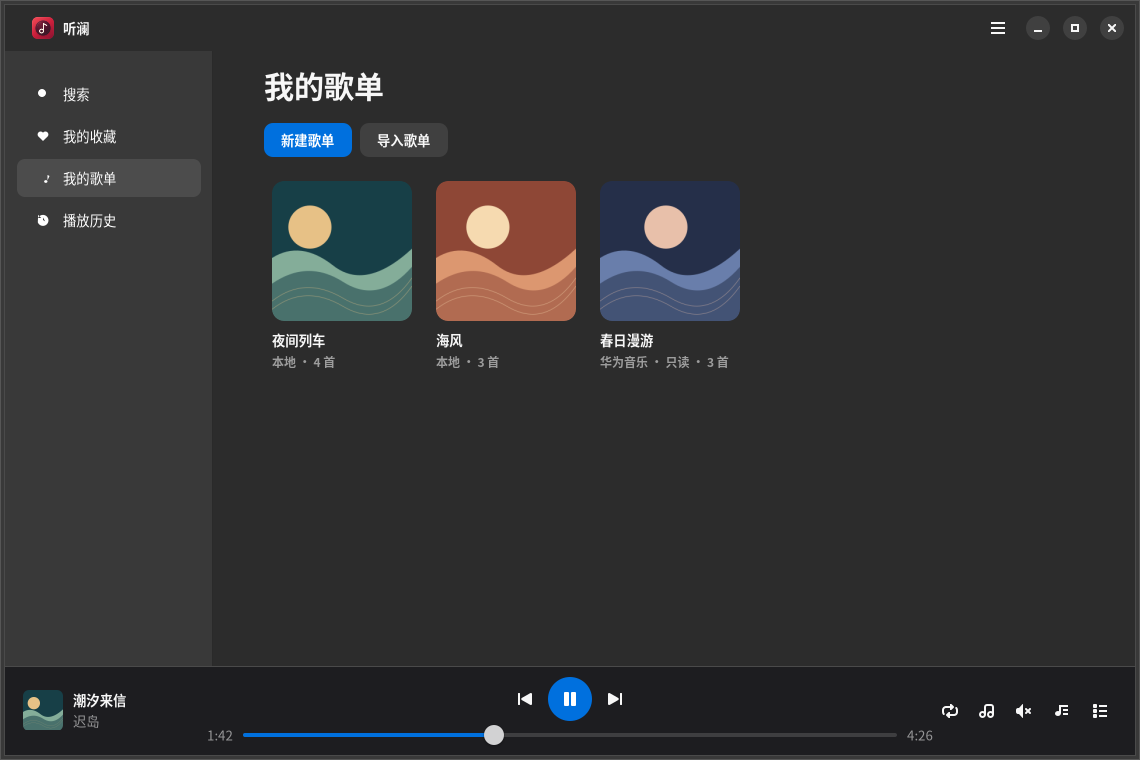 听澜
搜索
我的收藏
我的歌单
播放历史
我的歌单
新建歌单
导入歌单
夜间列车
本地 • 4 首
海风
本地 • 3 首
春日漫游
华为音乐 • 只读 • 3 首
潮汐来信
迟岛
1:42
4:26